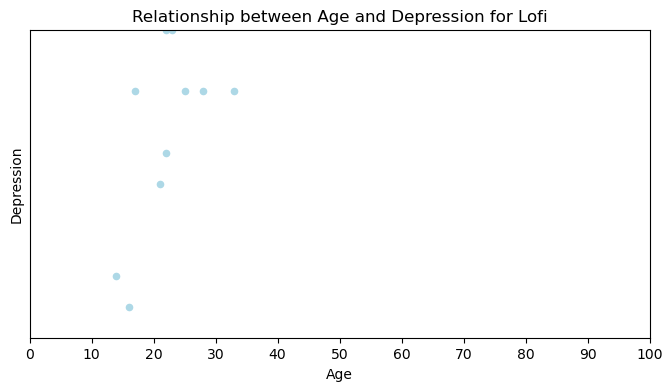 Relationship between Age and Depression for Lofi
Depression
0 10 20 30 40 50 60 70 80 90 100
Age